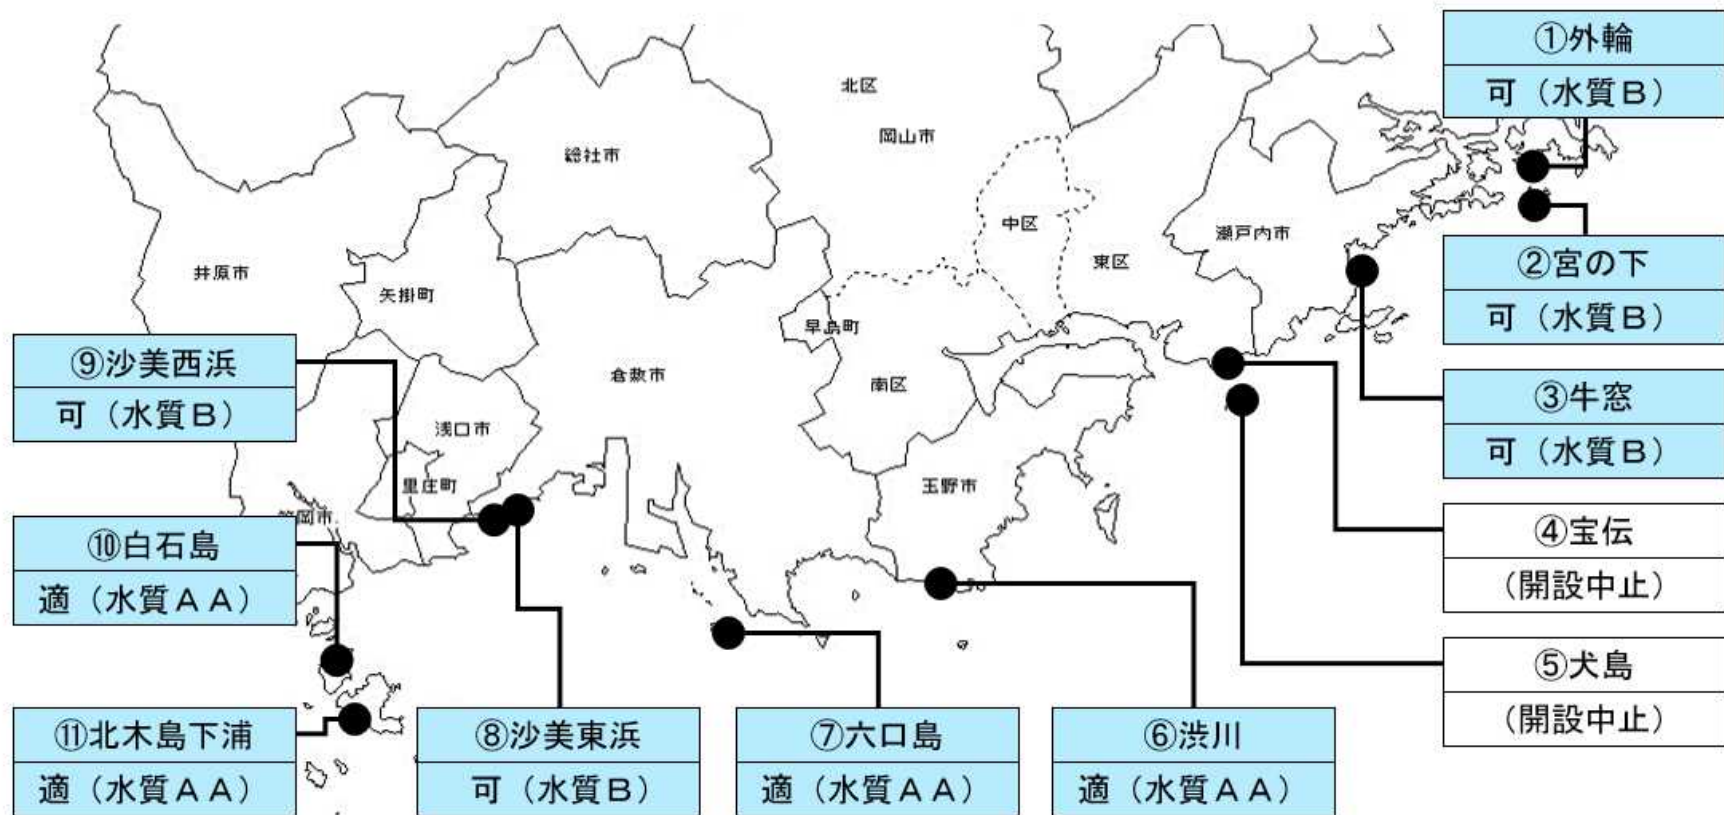 ①外輪
可（水質Ｂ）
②宮の下
可（水質Ｂ）
③牛窓
可（水質Ｂ）
④宝伝
（開設中止）
⑤犬島
（開設中止）
⑥渋川
適（水質ＡＡ）
⑦六口島
適（水質ＡＡ）
⑧沙美東浜
可（水質Ｂ）
⑨沙美西浜
可（水質Ｂ）
⑩白石島
適（水質ＡＡ）
⑪北木島下浦
適（水質ＡＡ）
北区
岡山市
総社市
中区
瀬戸内市
東区
井原市
矢掛町
早島町
倉敷市
南区
浅口市
里庄町
玉野市
笠岡市